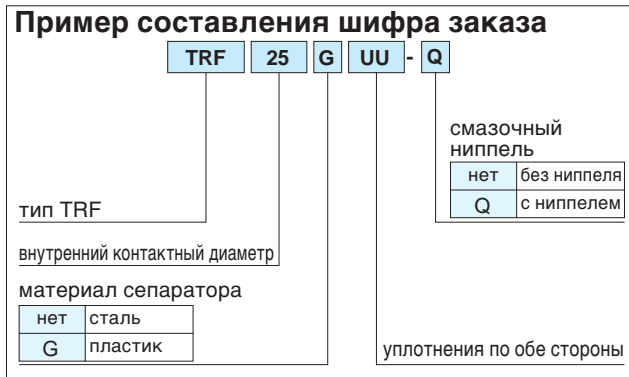 Пример составления шифра заказа
TRF 25 G UU - Q
смазочный
ниппель
нет без ниппеля
Q с ниппелем
тип TRF
внутренний контактный диаметр
материал сепаратора
нет сталь
G пластик
уплотнения по обе стороны